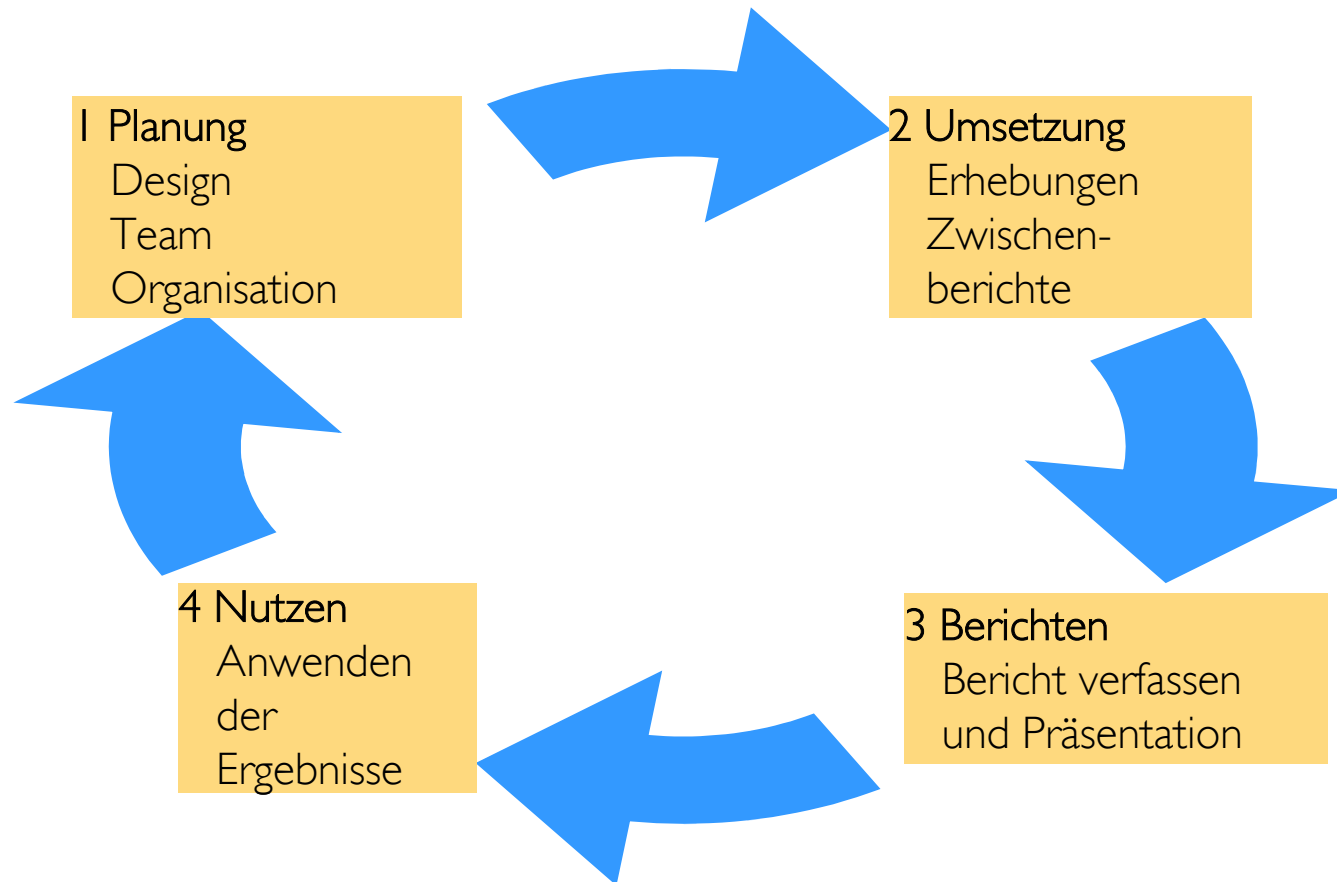 1 Planung
Design
Team
Organisation
2 Umsetzung
Erhebungen
Zwischen-
berichte
3 Berichten
Bericht verfassen
und Präsentation
4 Nutzen
Anwenden
der
Ergebnisse